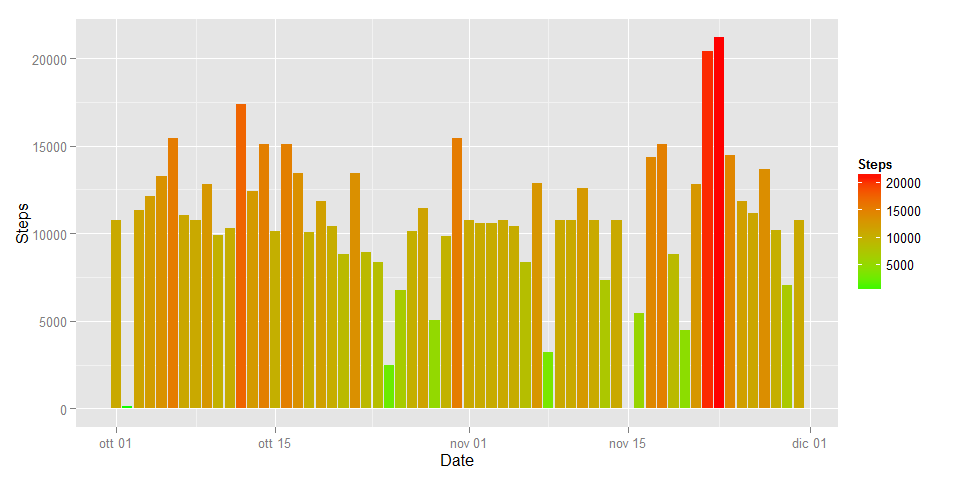 20000
15000
10000
5000
0
Steps
ott 01
ott 15
nov 01
nov 15
dic 01
Date
Steps
20000
15000
10000
5000